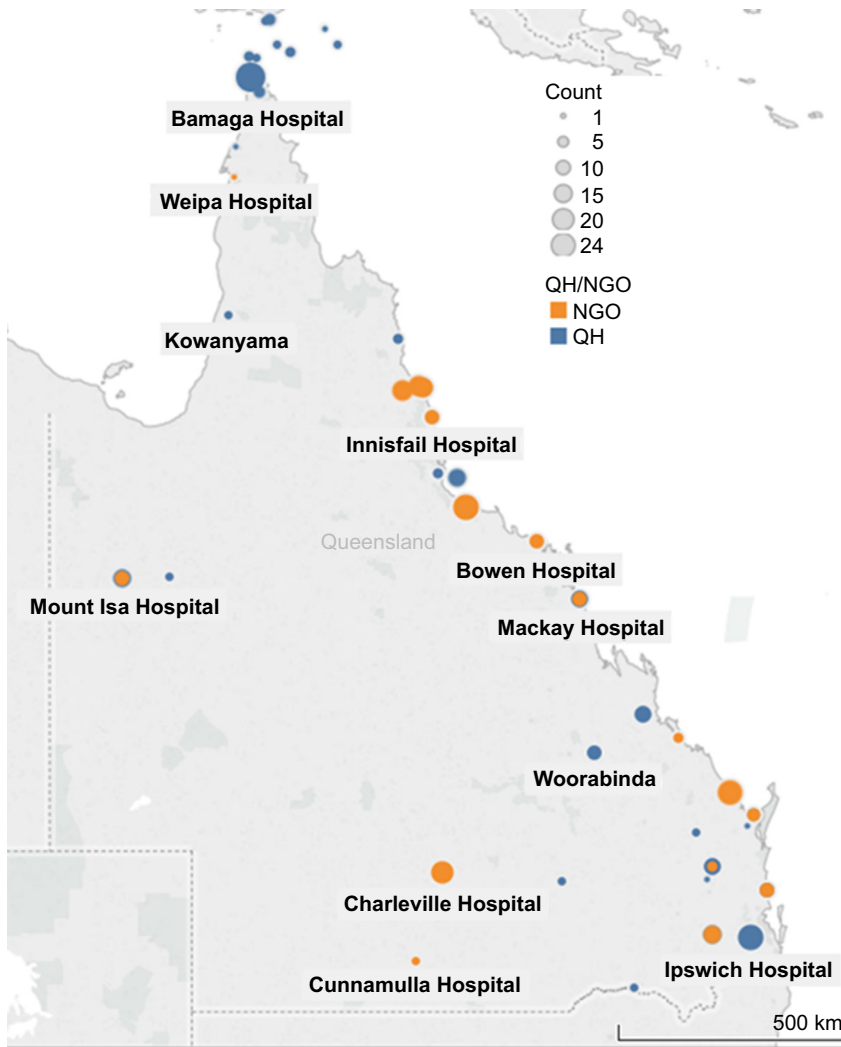 Count
1
5
10
15
20
24
QH/NGO
NGO
QH
Bamaga Hospital
Weipa Hospital
Kowanyama
Innisfail Hospital
Queensland
Bowen Hospital
Mount Isa Hospital
Mackay Hospital
Woorabinda
Charleville Hospital
Ipswich Hospital
Cunnamulla Hospital
500 km